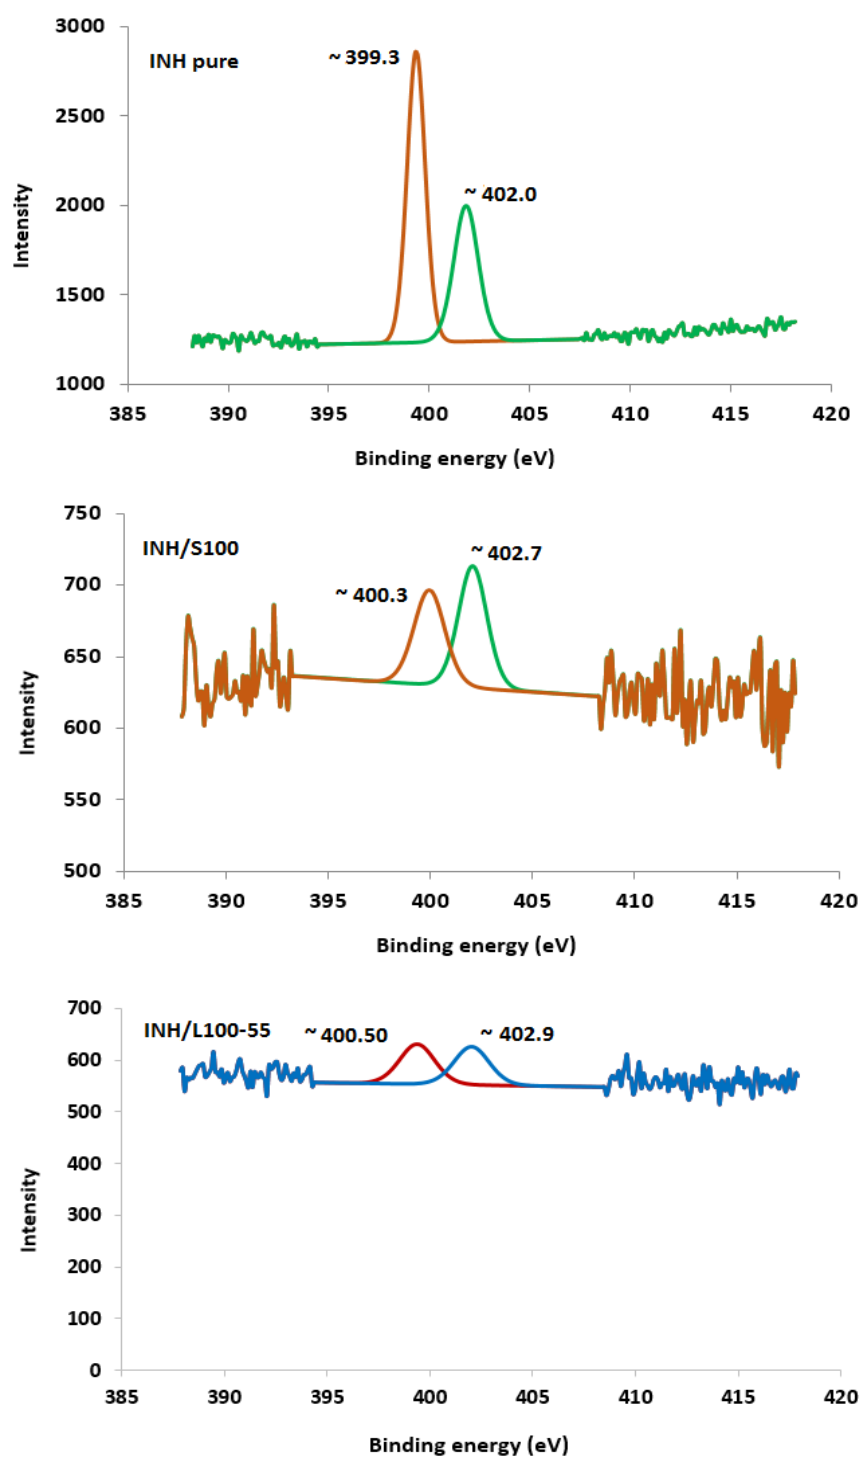 3000
INH pure
~ 399.3
2500
~ 402.0
2000
Intensity
1500
1000
385 390 395 400 405 410 415 420
Binding energy (eV)
750
INH/S100
~ 402.7
700
~ 400.3
650
Intensity
600
550
500
385 390 395 400 405 410 415 420
Binding energy (eV)
700
INH/L100-55
~ 400.50
~ 402.9
600
500
400
Intensity
300
200
100
0
385 390 395 400 405 410 415 420
Binding energy (eV)